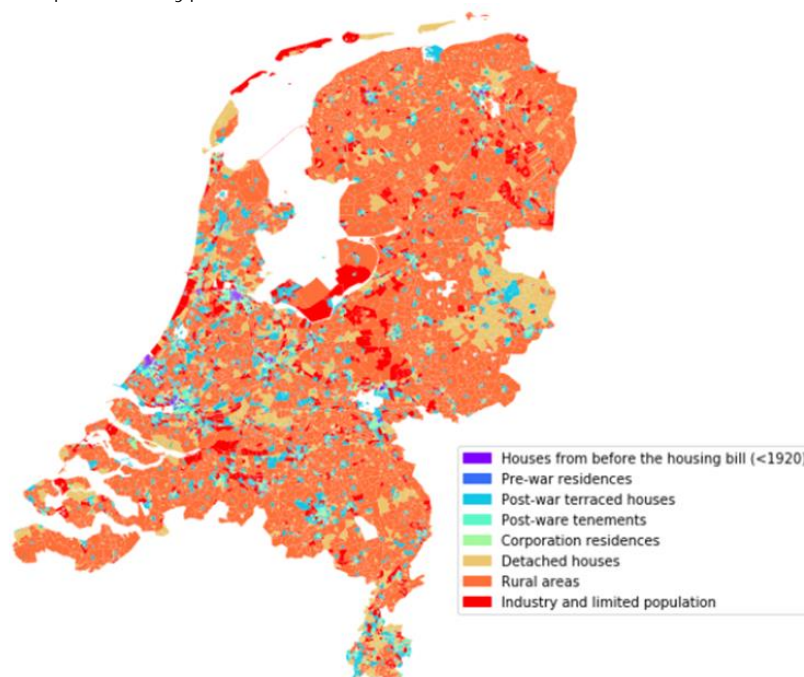 Houses from before the housing bill (<1920)
Pre-war residences
Post-war terraced houses
Post-ware tenements
Corporation residences
Detached houses
Rural areas
Industry and limited population